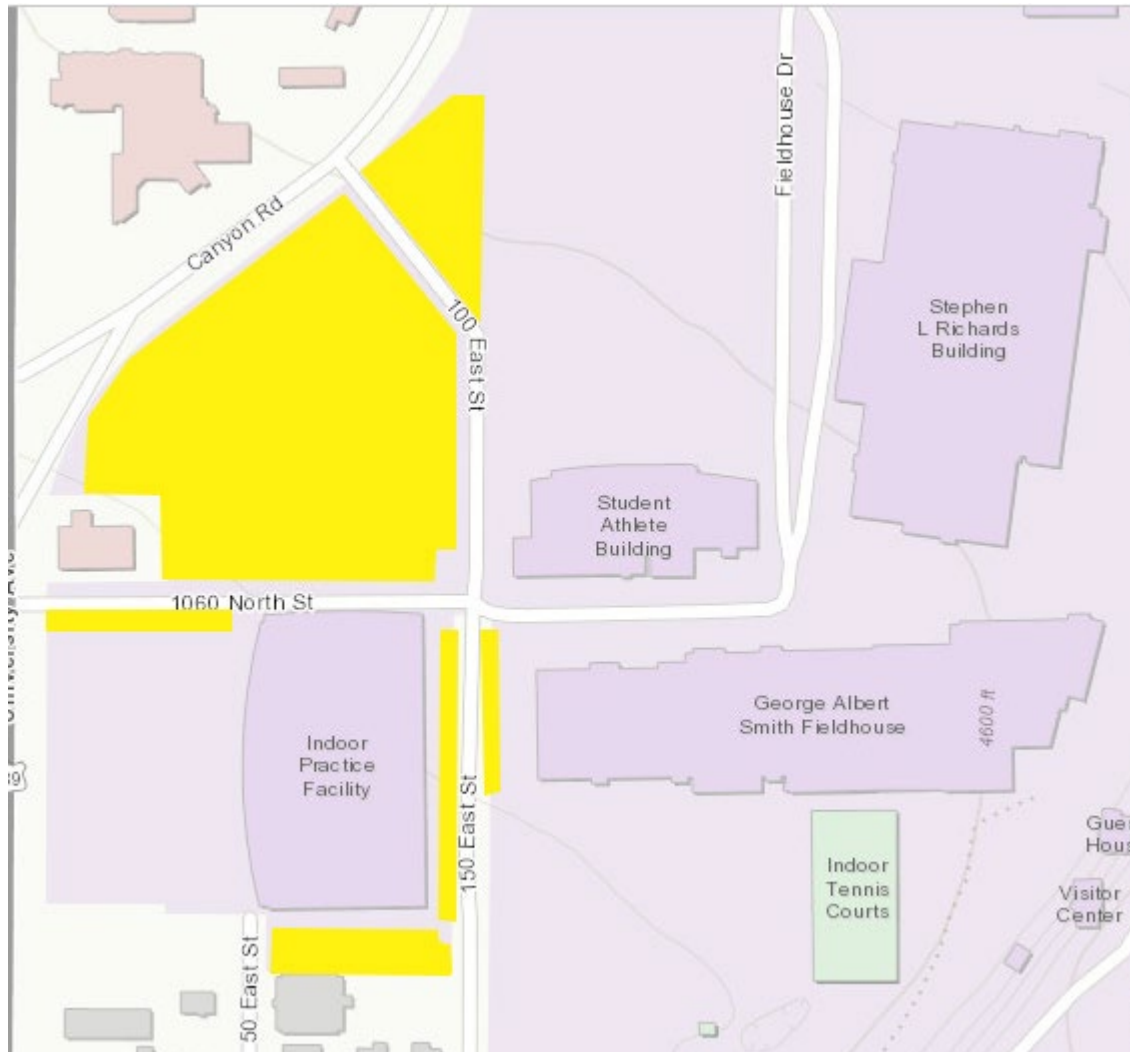 Fieldhouse Dr
Canyon Rd
Stephen
L Richards
Building
100 East St
Student
Athlete
Building
1060 North St
George Albert
Smith Fieldhouse
4600 ft
Indoor
Practice
Facility
150 East St
Indoor
Tennis
Courts
Visitor
Center
50 East St